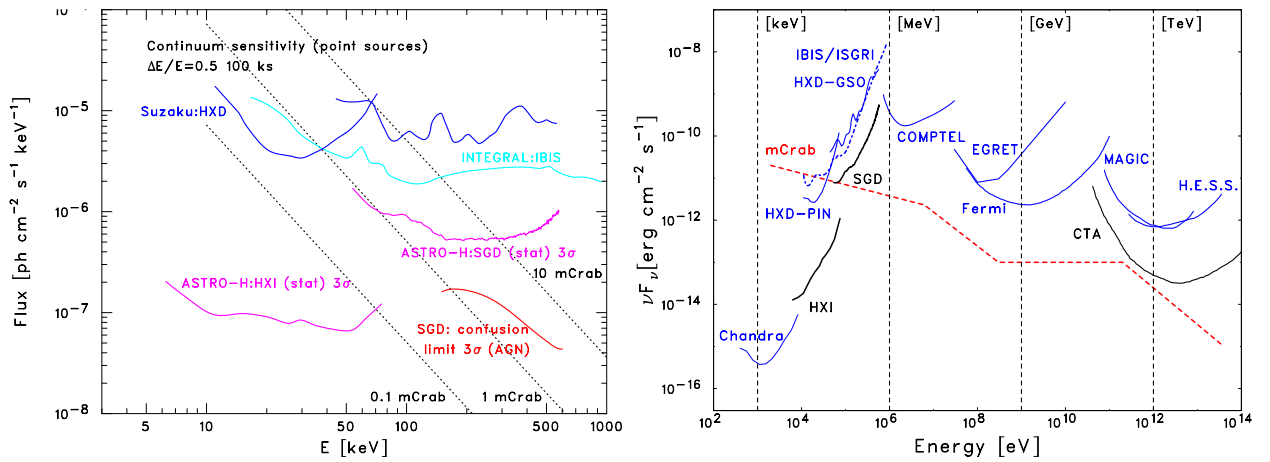 Continuum sensitivity (point sources)
ΔE/E=0.5 100 ks
Suzaku:HXD
INTEGRAL:IBIS
ASTRO-H:SGD (stat) 3σ
10 mCrab
ASTRO-H:HXI (stat) 3σ
SGD: confusion
limit 3σ (AGN)
0.1 mCrab
1 mCrab
Flux [ph cm⁻² s⁻¹ keV⁻¹]
10⁻⁵
10⁻⁶
10⁻⁷
10⁻⁸
5
10
50
100
500
1000
E [keV]
[keV]
[MeV]
[GeV]
[TeV]
IBIS/ISGRI
HXD-GSO
COMPTEL
EGRET
MAGIC
mCrab
SGD
Fermi
H.E.S.S.
HXD-PIN
CTA
HXI
Chandra
νFν[erg cm⁻² s⁻¹]
10⁻⁸
10⁻¹⁰
10⁻¹²
10⁻¹⁴
10⁻¹⁶
10²
10⁴
10⁶
10⁸
10¹⁰
10¹²
10¹⁴
Energy [eV]